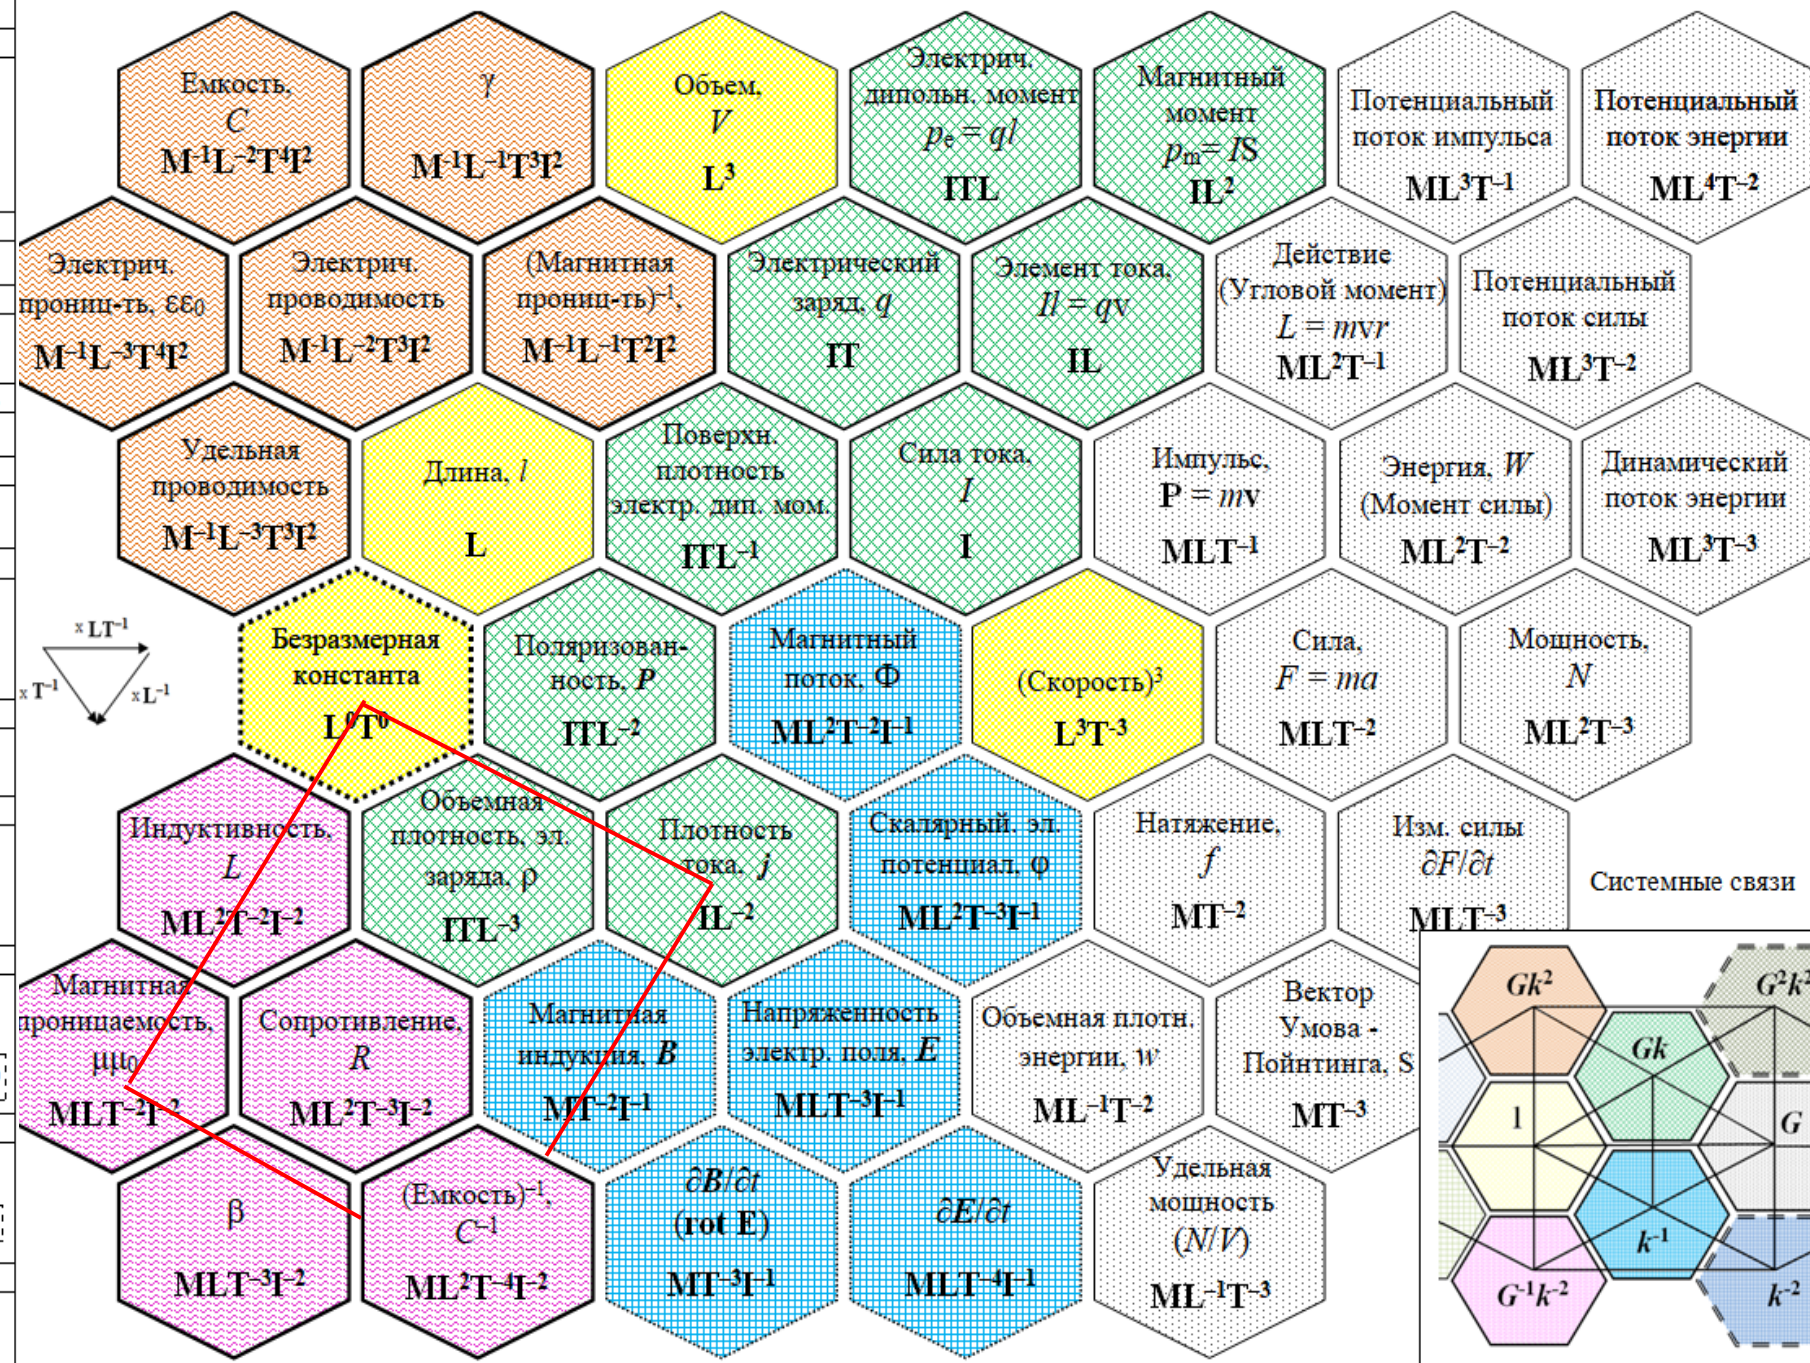 Емкость,
C
M⁻¹L⁻²T⁴I²
γ
M⁻¹L⁻¹T³I²
Объем,
V
L³
Электрич.
дипольн. момент
pₑ = ql
ITL
Магнитный
момент
pₘ= IS
IL²
Потенциальный
поток импульса
ML³T⁻¹
Потенциальный
поток энергии
ML⁴T⁻²
Электрич.
прониц-ть, εε₀
M⁻¹L⁻³T⁴I²
Электрич.
проводимость
M⁻¹L⁻²T³I²
(Магнитная
прониц-ть)⁻¹,
M⁻¹L⁻¹T²I²
Электрический
заряд, q
IT
Элемент тока,
Il = qv
IL
Действие
(Угловой момент)
L = mvr
ML²T⁻¹
Потенциальный
поток силы
ML³T⁻²
Удельная
проводимость
M⁻¹L⁻³T³I²
Длина, l
L
Поверхн.
плотность
электр. дип. мом.
ITL⁻¹
Сила тока,
I
I
Импульс,
P = mv
MLT⁻¹
Энергия, W
(Момент силы)
ML²T⁻²
Динамический
поток энергии
ML³T⁻³
x LT⁻¹
x T⁻¹
x L⁻¹
Безразмерная
константа
L⁰T⁰
Поляризован-
ность, P
ITL⁻²
Магнитный
поток, Φ
ML²T⁻²I⁻¹
(Скорость)³
L³T⁻³
Сила,
F = ma
MLT⁻²
Мощность,
N
ML²T⁻³
Индуктивность,
L
ML²T⁻²I⁻²
Объемная
плотность, эл.
заряда, ρ
ITL⁻³
Плотность
тока, j
IL⁻²
Скалярный. эл.
потенциал, φ
ML²T⁻³I⁻¹
Натяжение,
f
MT⁻²
Изм. силы
∂F/∂t
MLT⁻³
Системные связи
Магнитная
проницаемость,
μμ₀
MLT⁻²I⁻²
Сопротивление,
R
ML²T⁻³I⁻²
Магнитная
индукция, B
MT⁻²I⁻¹
Напряженность
электр. поля, E
MLT⁻³I⁻¹
Объемная плотн.
энергии, w
ML⁻¹T⁻²
Вектор
Умова -
Пойнтинга, S
MT⁻³
β
MLT⁻³I⁻²
(Емкость)⁻¹,
C⁻¹
ML²T⁻⁴I⁻²
∂B/∂t
(rot E)
MT⁻³I⁻¹
∂E/∂t
MLT⁻⁴I⁻¹
Удельная
мощность
(N/V)
ML⁻¹T⁻³
Gk²
G²k²
Gk
1
G
k⁻¹
G⁻¹k⁻²
k⁻²